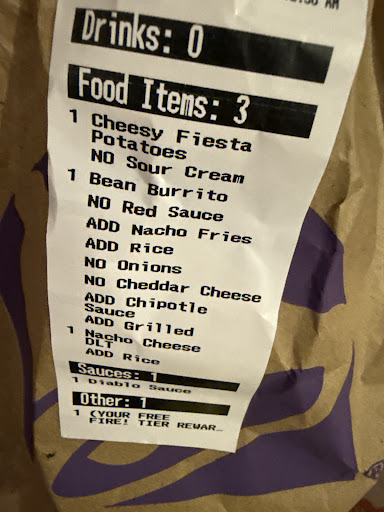 Drinks: 0
Food Items: 3
1 Cheesy Fiesta
Potatoes
NO Sour Cream
1 Bean Burrito
NO Red Sauce
ADD Nacho Fries
ADD Rice
NO Onions
NO Cheddar Cheese
ADD Chipotle
Sauce
ADD Grilled
1 Nacho Cheese
DLT
ADD Rice
Sauces: 1
1 Diablo Sauce
Other: 1
1 (YOUR FREE
FIRE! TIER REWAR…